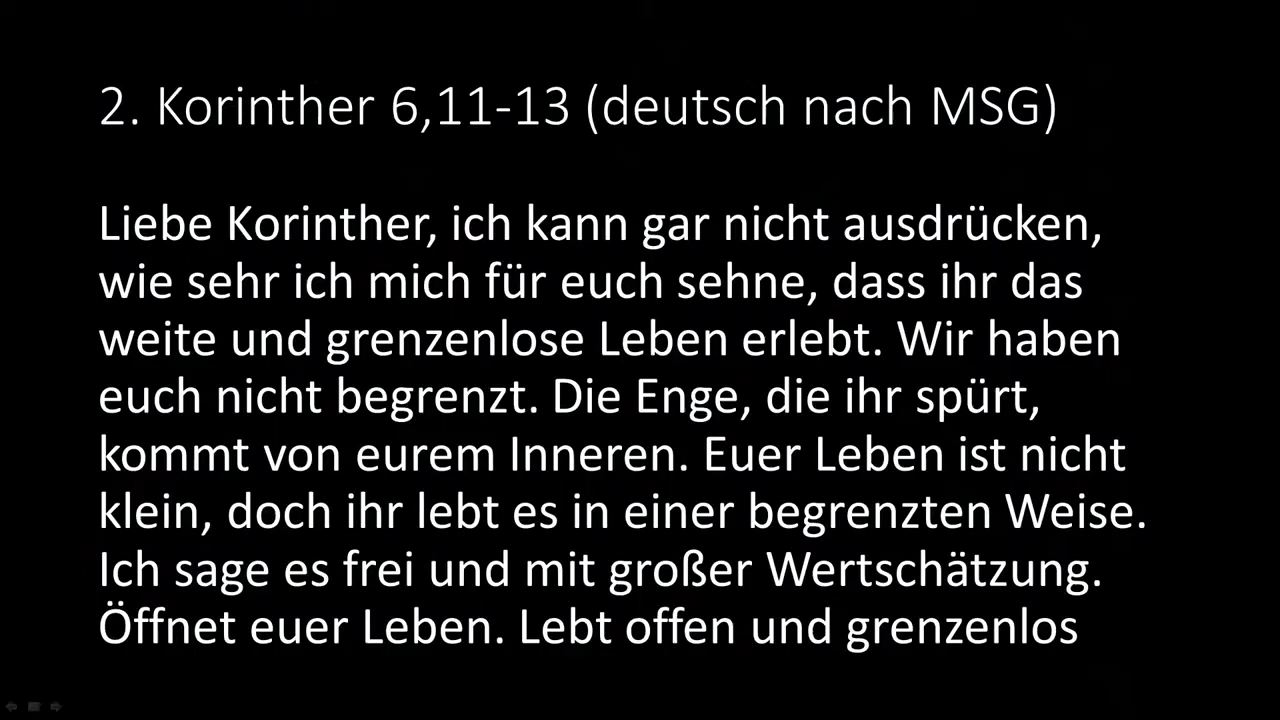 2. Korinther 6,11-13 (deutsch nach MSG)
Liebe Korinther, ich kann gar nicht ausdrücken,
wie sehr ich mich für euch sehne, dass ihr das
weite und grenzenlose Leben erlebt. Wir haben
euch nicht begrenzt. Die Enge, die ihr spürt,
kommt von eurem Inneren. Euer Leben ist nicht
klein, doch ihr lebt es in einer begrenzten Weise.
Ich sage es frei und mit großer Wertschätzung.
Öffnet euer Leben. Lebt offen und grenzenlos